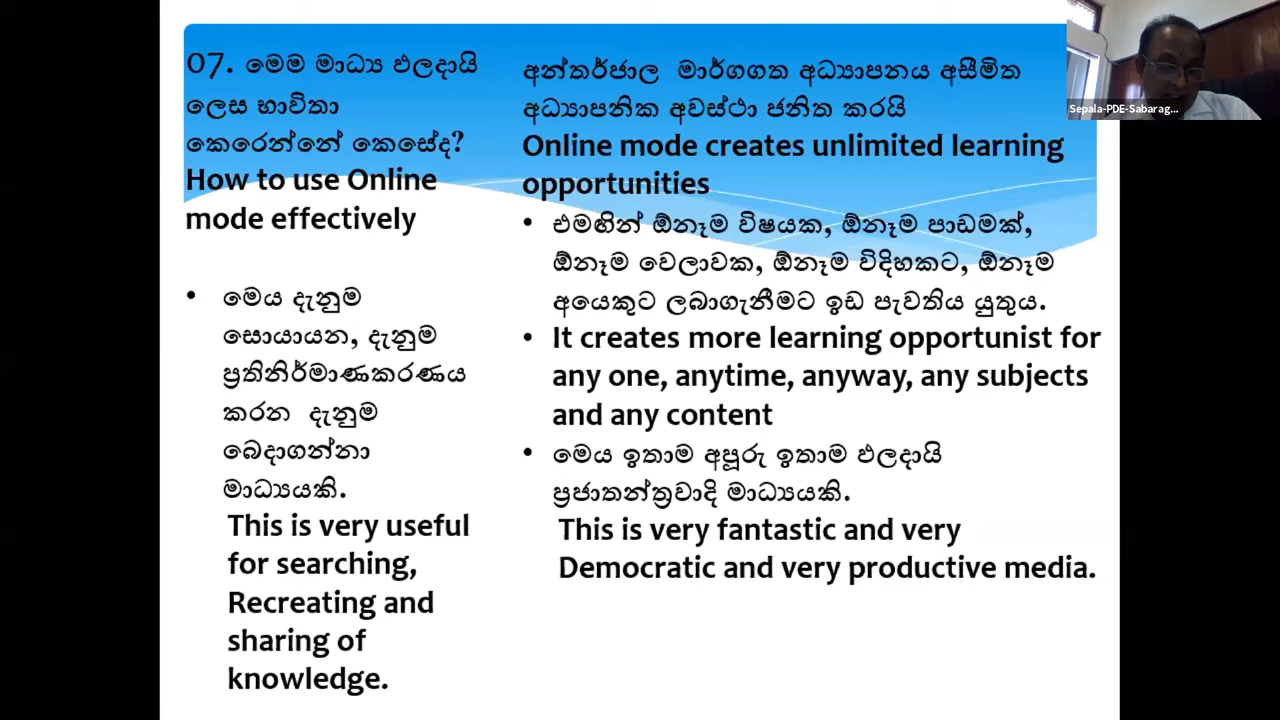 07. මෙම මාධ්‍ය ඵලදායි
ලෙස භාවිතා
කෙරෙන්නේ කෙසේද?
How to use Online
mode effectively
• මෙය දැනුම
සොයායන, දැනුම
ප්‍රතිනිර්මාණකරණය
කරන දැනුම
බෙදාගන්නා
මාධ්‍යයකි.
This is very useful
for searching,
Recreating and
sharing of
knowledge.
අන්තර්ජාල මාර්ගගත අධ්‍යාපනය අසීමිත
අධ්‍යාපනික අවස්ථා ජනිත කරයි
Online mode creates unlimited learning
opportunities
• එමඟින් ඕනෑම විෂයක, ඕනෑම පාඩමක්,
ඕනෑම වෙලාවක, ඕනෑම විදිහකට, ඕනෑම
අයෙකුට ලබාගැනීමට ඉඩ පැවතිය යුතුය.
• It creates more learning opportunist for
any one, anytime, anyway, any subjects
and any content
• මෙය ඉතාම අපූරු ඉතාම ඵලදායි
ප්‍රජාතන්ත්‍රවාදි මාධ්‍යයකි.
This is very fantastic and very
Democratic and very productive media.
Sepala-PDE-Sabarag...